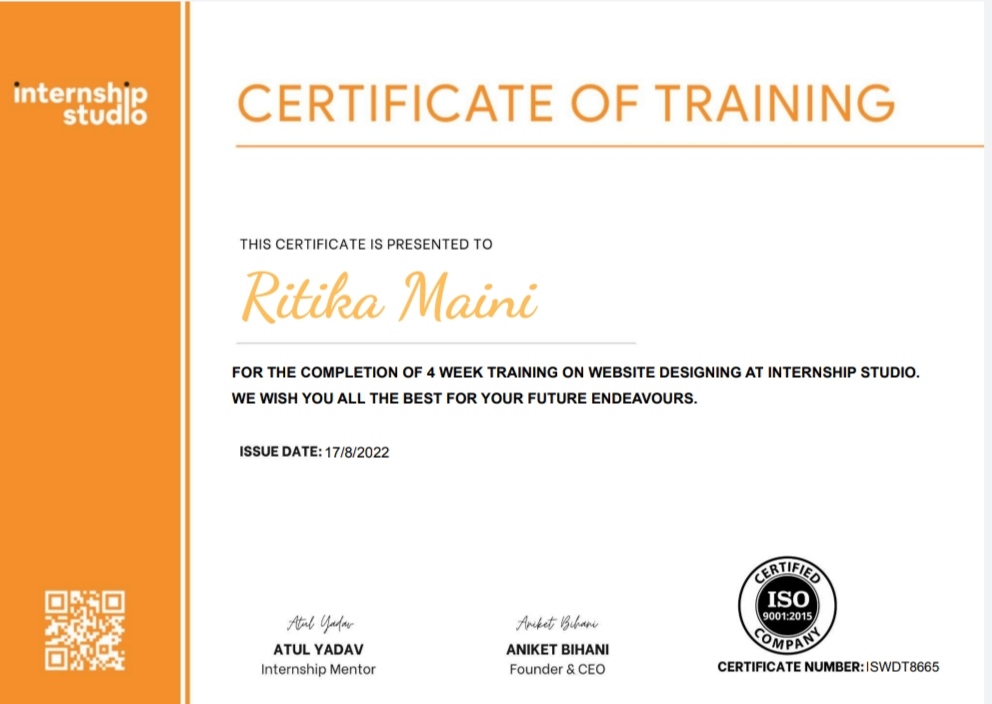 internship
studio
CERTIFICATE OF TRAINING
THIS CERTIFICATE IS PRESENTED TO
Ritika Maini
FOR THE COMPLETION OF 4 WEEK TRAINING ON WEBSITE DESIGNING AT INTERNSHIP STUDIO.
WE WISH YOU ALL THE BEST FOR YOUR FUTURE ENDEAVOURS.
ISSUE DATE: 17/8/2022
Atul Yadav
ATUL YADAV
Internship Mentor
Aniket Bihani
ANIKET BIHANI
Founder & CEO
CERTIFIED
ISO
9001:2015
COMPANY
CERTIFICATE NUMBER: ISWDT8665